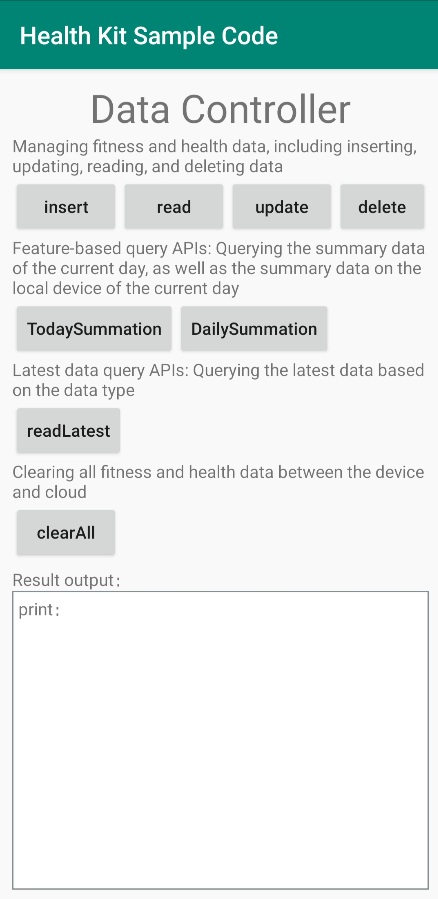 Health Kit Sample Code
Data Controller
Managing fitness and health data, including inserting,
updating, reading, and deleting data
insert read update delete
Feature-based query APIs: Querying the summary data
of the current day, as well as the summary data on the
local device of the current day
TodaySummation DailySummation
Latest data query APIs: Querying the latest data based
on the data type
readLatest
Clearing all fitness and health data between the device
and cloud
clearAll
Result output：
print：